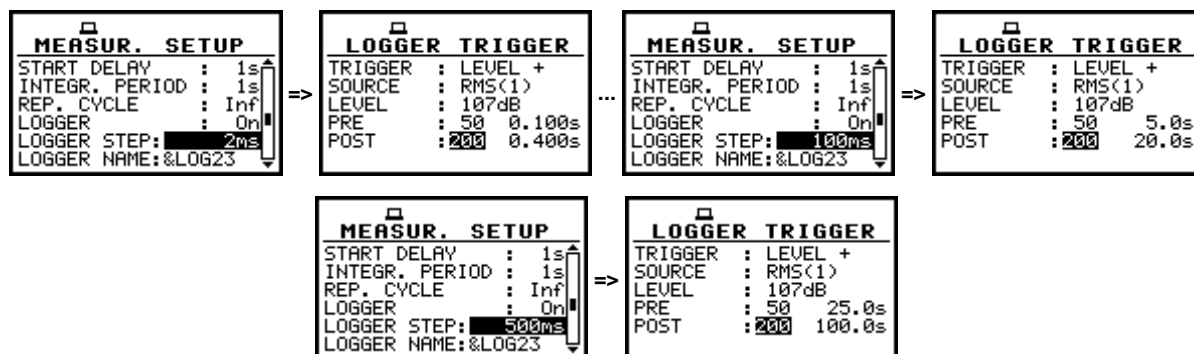 MEASUR. SETUP
START DELAY : 1s
INTEGR. PERIOD : 1s
REP. CYCLE : Inf
LOGGER : On
LOGGER STEP: 2ms
LOGGER NAME:&LOG23
=>
LOGGER TRIGGER
TRIGGER : LEVEL +
SOURCE : RMS(1)
LEVEL : 107dB
PRE : 50 0.100s
POST :200 0.400s
...
MEASUR. SETUP
START DELAY : 1s
INTEGR. PERIOD : 1s
REP. CYCLE : Inf
LOGGER : On
LOGGER STEP: 100ms
LOGGER NAME:&LOG23
=>
LOGGER TRIGGER
TRIGGER : LEVEL +
SOURCE : RMS(1)
LEVEL : 107dB
PRE : 50 5.0s
POST :200 20.0s
MEASUR. SETUP
START DELAY : 1s
INTEGR. PERIOD : 1s
REP. CYCLE : Inf
LOGGER : On
LOGGER STEP: 500ms
LOGGER NAME:&LOG23
=>
LOGGER TRIGGER
TRIGGER : LEVEL +
SOURCE : RMS(1)
LEVEL : 107dB
PRE : 50 25.0s
POST :200 100.0s